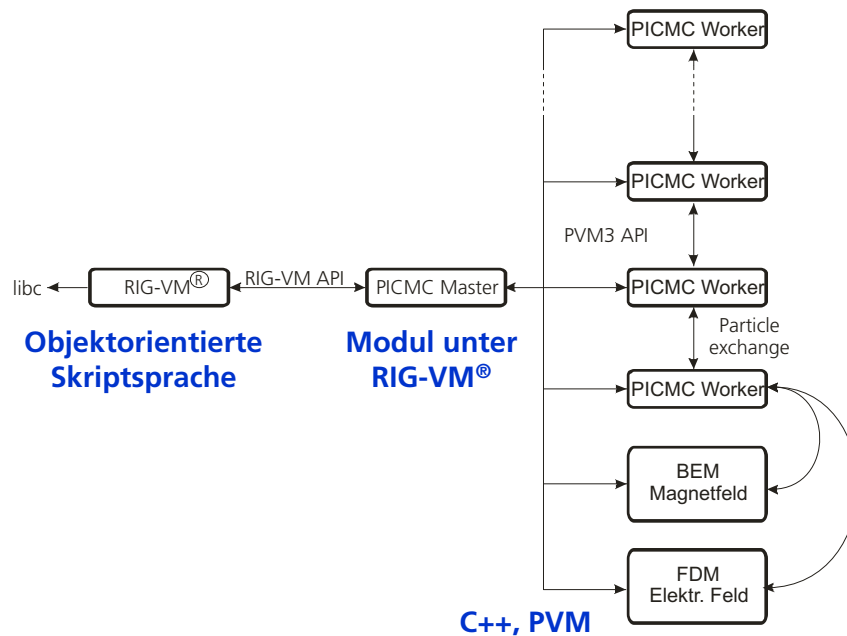 PICMC Worker
PICMC Worker
PVM3 API
libc
RIG-VM®
RIG-VM API
PICMC Master
PICMC Worker
Objektorientierte
Skriptsprache
Modul unter
RIG-VM®
Particle
exchange
PICMC Worker
BEM
Magnetfeld
FDM
Elektr. Feld
C++, PVM